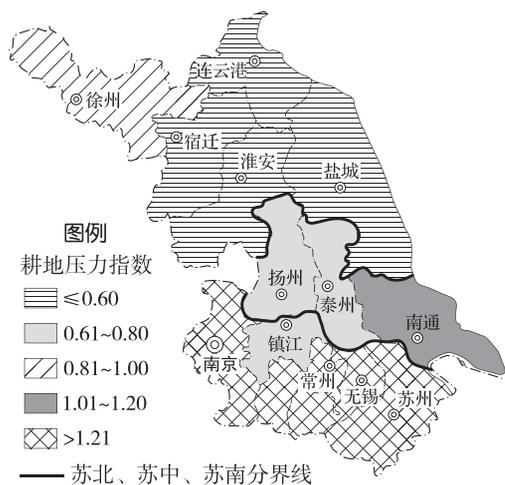 连云港
徐州
宿迁
淮安
盐城
图例
耕地压力指数
≤0.60
0.61~0.80
0.81~1.00
1.01~1.20
>1.21
苏北、苏中、苏南分界线
扬州
泰州
南通
镇江
南京
常州
无锡
苏州